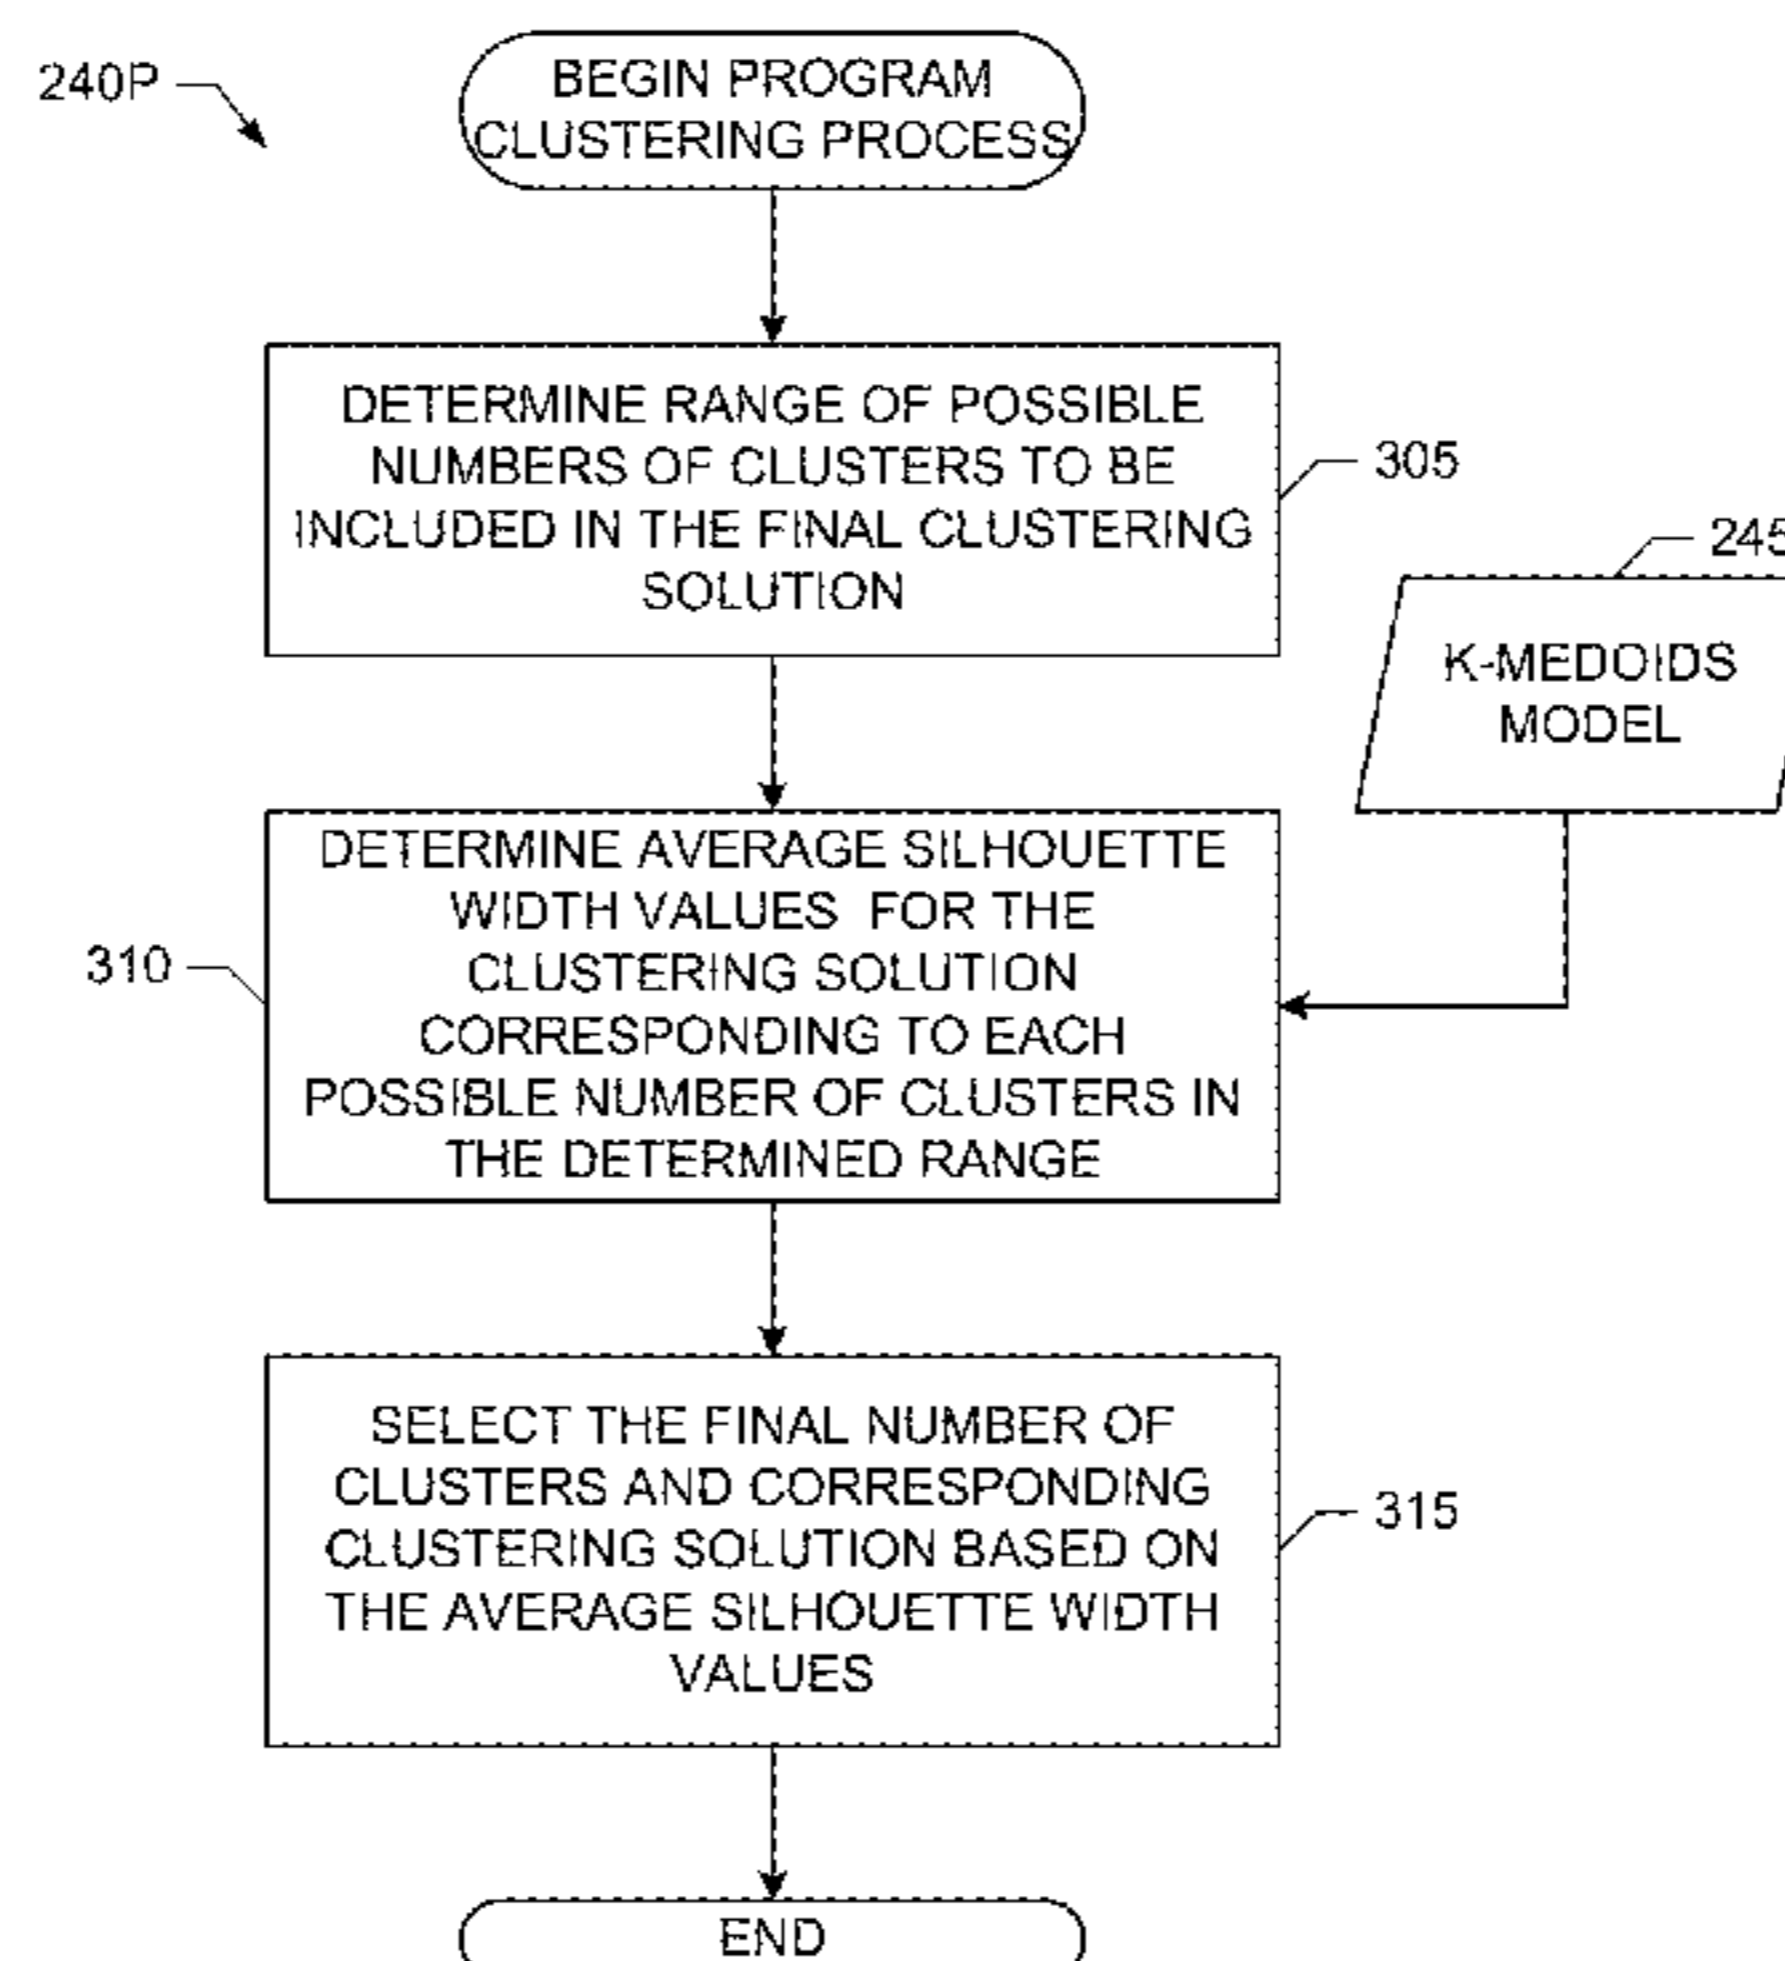 240P
BEGIN PROGRAM
CLUSTERING PROCESS
DETERMINE RANGE OF POSSIBLE
NUMBERS OF CLUSTERS TO BE
INCLUDED IN THE FINAL CLUSTERING
SOLUTION
305
245
K-MEDOIDS
MODEL
DETERMINE AVERAGE SILHOUETTE
WIDTH VALUES FOR THE
CLUSTERING SOLUTION
CORRESPONDING TO EACH
POSSIBLE NUMBER OF CLUSTERS IN
THE DETERMINED RANGE
310
SELECT THE FINAL NUMBER OF
CLUSTERS AND CORRESPONDING
CLUSTERING SOLUTION BASED ON
THE AVERAGE SILHOUETTE WIDTH
VALUES
315
END